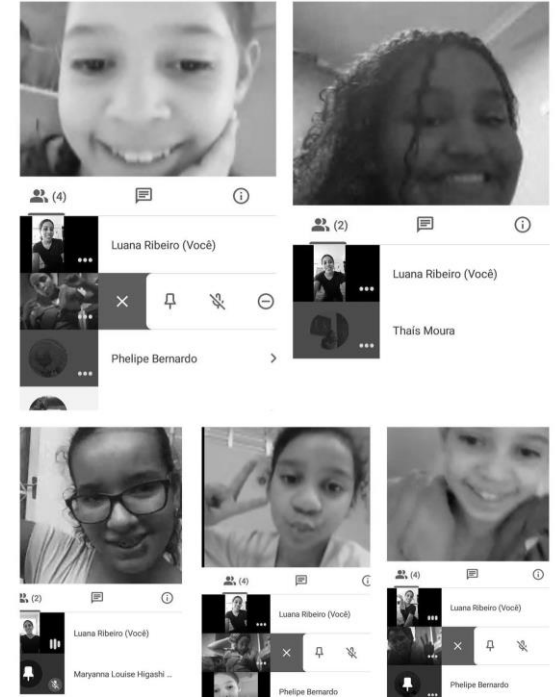 (4)
Luana Ribeiro (Você)
Phelipe Bernardo
(2)
Luana Ribeiro (Você)
Thaís Moura
(2)
Luana Ribeiro (Você)
Maryanna Louise Higashi ...
(4)
Luana Ribeiro (Você)
Phelipe Bernardo
(4)
Luana Ribeiro (Você)
Phelipe Bernardo